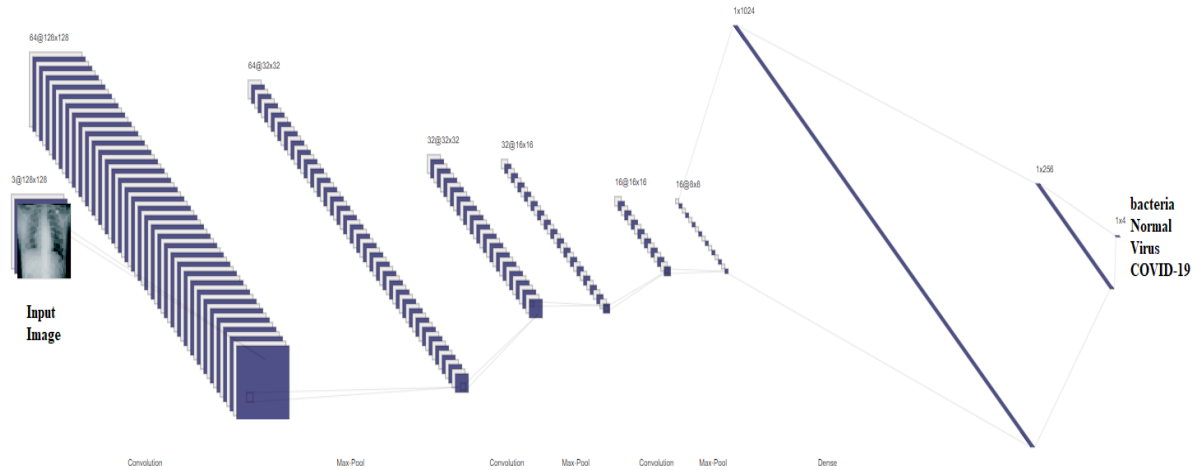 1x1024
64@128x128
64@32x32
32@32x32
32@16x16
1x256
16@16x16
16@8x8
3@128x128
1x4
bacteria
Normal
Virus
COVID-19
Input
Image
Convolution
Max-Pool
Convolution
Max-Pool
Convolution
Max-Pool
Dense